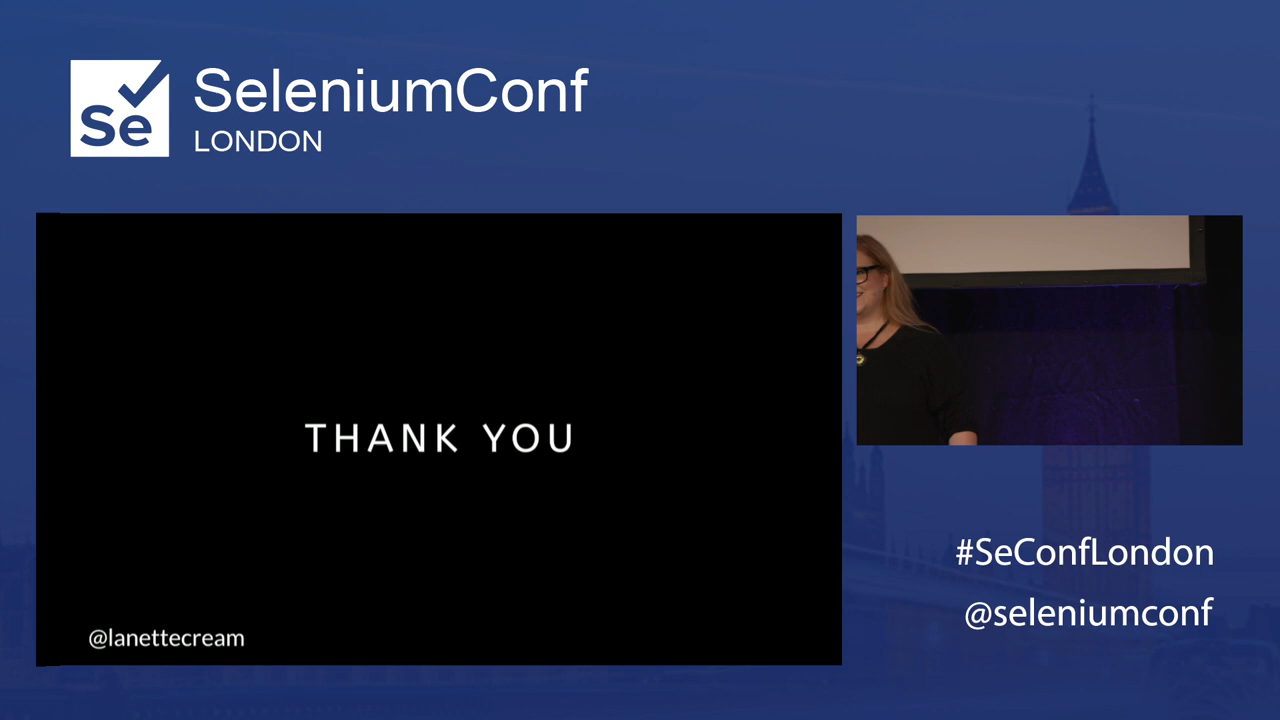 Se
SeleniumConf
LONDON
THANK YOU
@lanettecream
#SeConfLondon
@seleniumconf